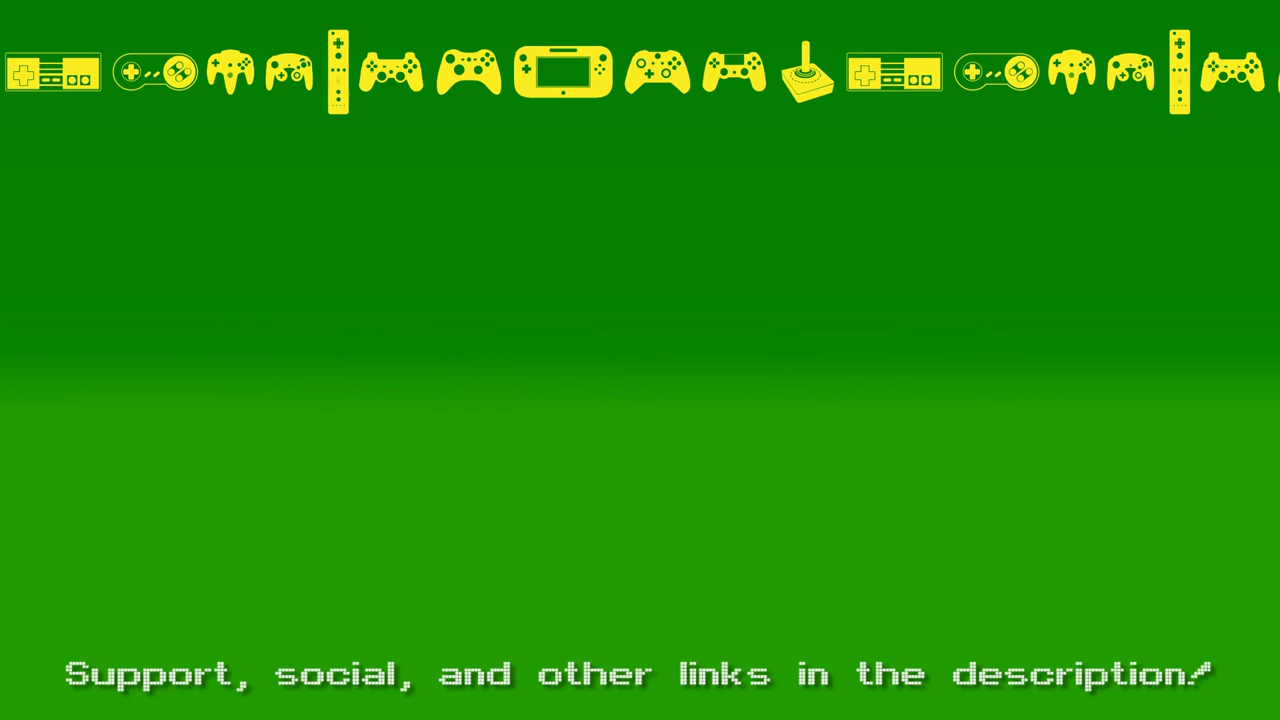 Support, social, and other links in the description!